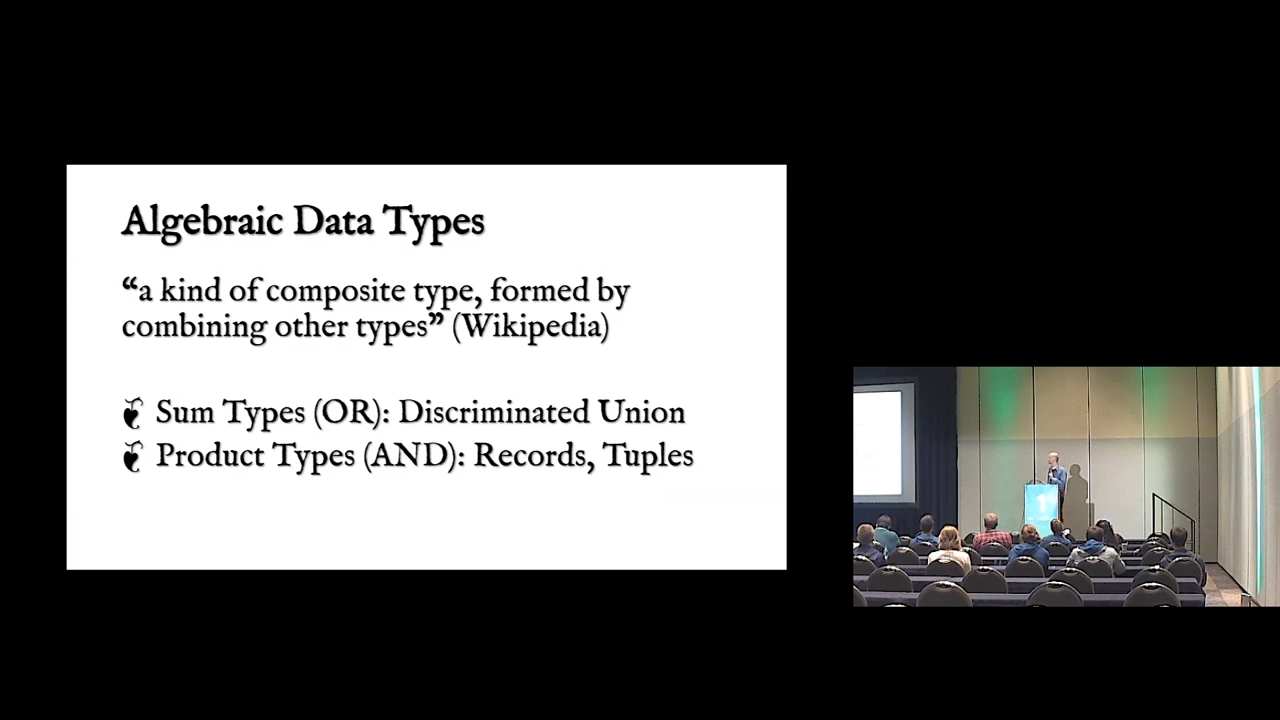 Algebraic Data Types
“a kind of composite type, formed by
combining other types” (Wikipedia)
❦ Sum Types (OR): Discriminated Union
❦ Product Types (AND): Records, Tuples